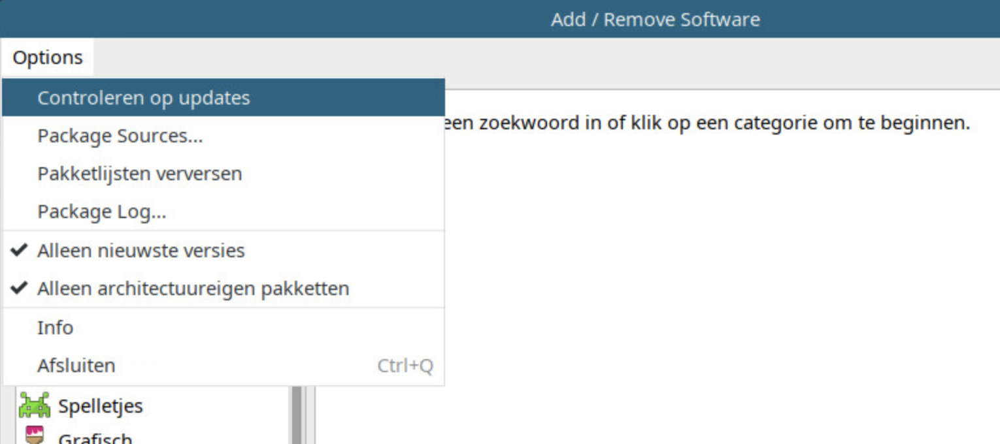 Add / Remove Software
Options
Controleren op updates
een zoekwoord in of klik op een categorie om te beginnen.
Package Sources...
Pakketlijsten verversen
Package Log...
Alleen nieuwste versies
Alleen architectuureigen pakketten
Info
Afsluiten Ctrl+Q
Spelletjes
Grafisch